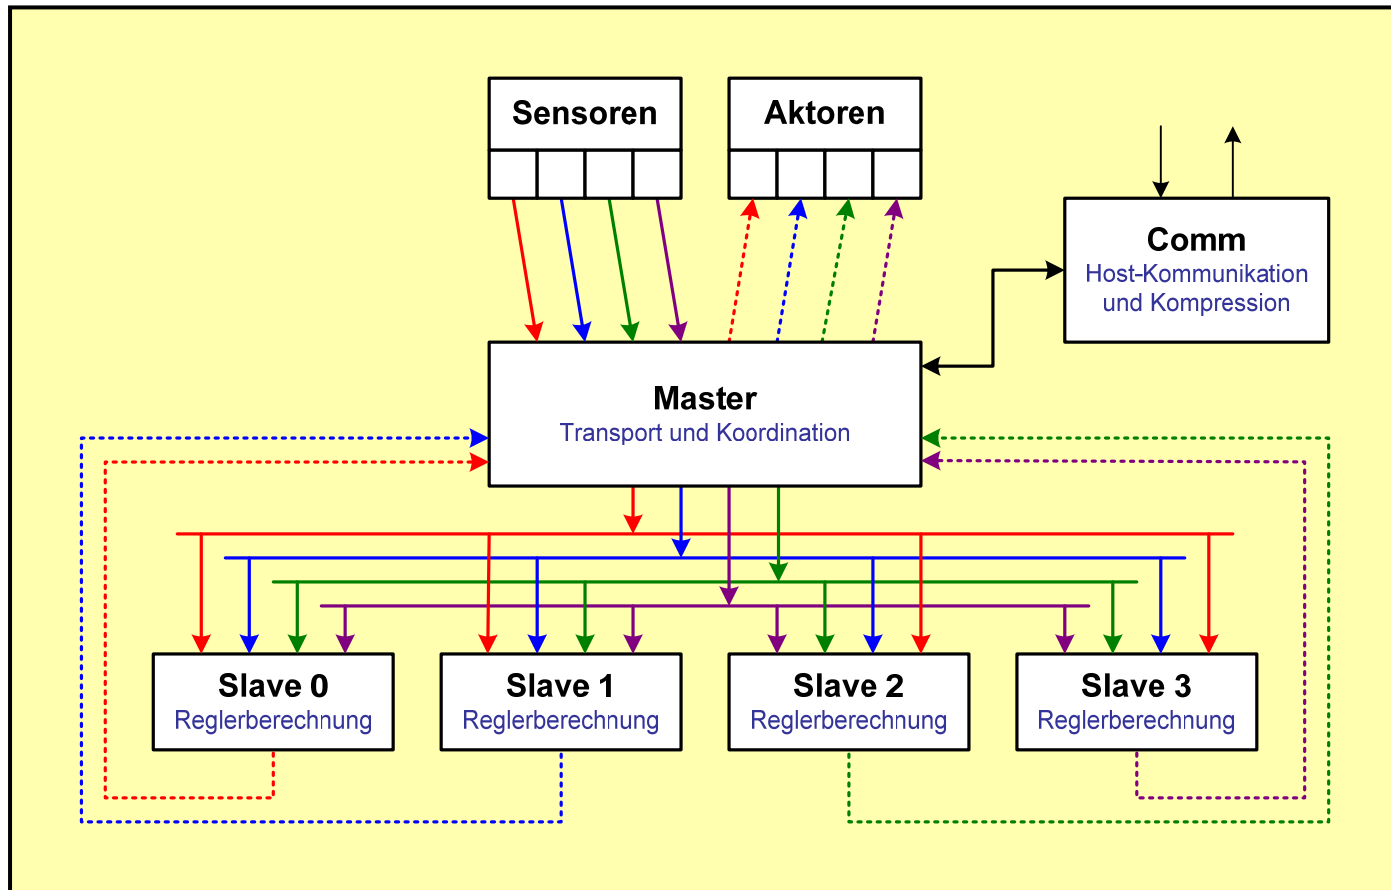 Sensoren
Aktoren
Comm
Host-Kommunikation
und Kompression
Master
Transport und Koordination
Slave 0
Reglerberechnung
Slave 1
Reglerberechnung
Slave 2
Reglerberechnung
Slave 3
Reglerberechnung